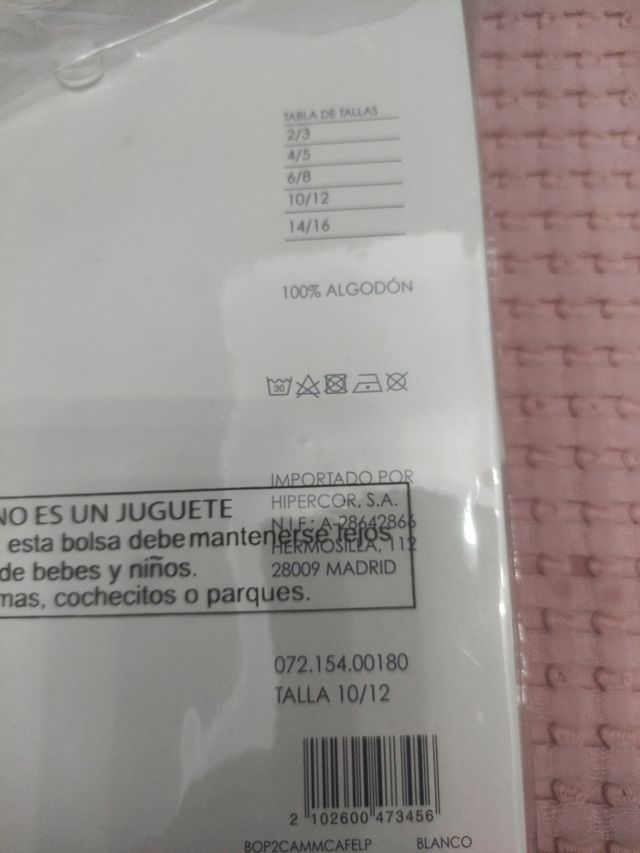 TABLA DE TALLAS
2/3
4/5
6/8
10/12
14/16
100% ALGODÓN
30
IMPORTADO POR
HIPERCOR, S.A.
N.I.F.: A-28642866
HERMOSILLA, 112
28009 MADRID
NO ES UN JUGUETE
esta bolsa debe mantenerse lejos
de bebes y niños.
mas, cochecitos o parques.
072.154.00180
TALLA 10/12
2 102600 473456
BOP2CAMMCAFELP BLANCO